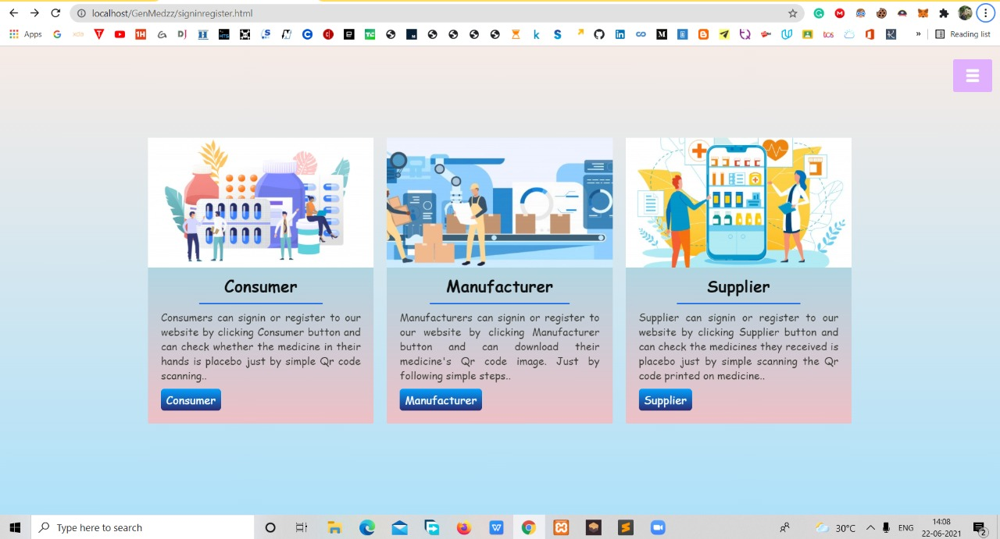 localhost/GenMedzz/signinregister.html
Apps
Reading list
Consumer
Consumers can signin or register to our
website by clicking Consumer button and
can check whether the medicine in their
hands is placebo just by simple Qr code
scanning..
Consumer
Manufacturer
Manufacturers can signin or register to
our website by clicking Manufacturer
button and can download their
medicine's Qr code image. Just by
following simple steps..
Manufacturer
Supplier
Supplier can signin or register to our
website by clicking Supplier button and
can check the medicines they received is
placebo just by simple scanning the Qr
code printed on medicine..
Supplier
Type here to search
30°C
ENG
14:08
22-06-2021
2